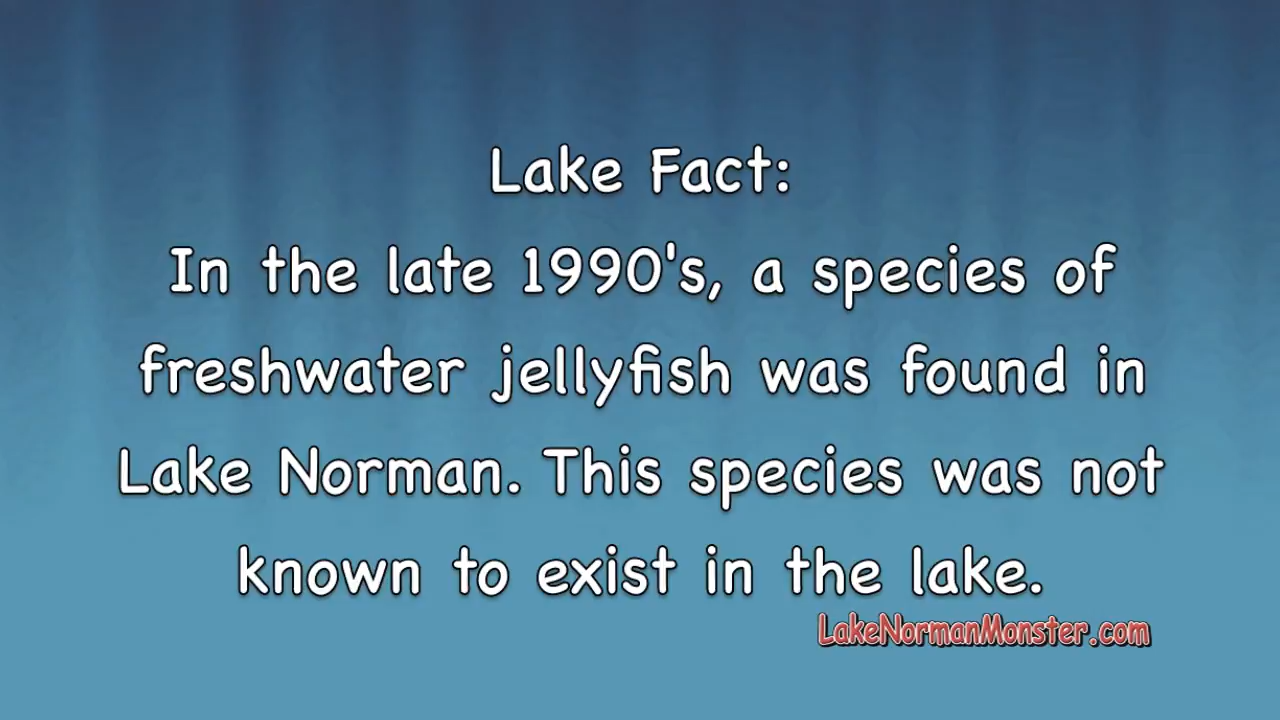 Lake Fact:
In the late 1990's, a species of
freshwater jellyfish was found in
Lake Norman. This species was not
known to exist in the lake.
LakeNormanMonster.com